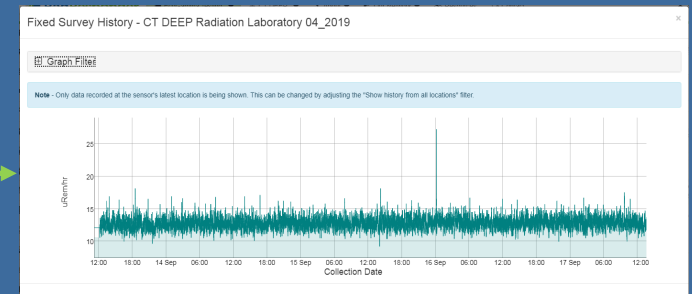 Fixed Survey History - CT DEEP Radiation Laboratory 04_2019
×
Graph Filter
Note - Only data recorded at the sensor's latest location is being shown. This can be changed by adjusting the "Show history from all locations" filter.
25
20
15
10
uRem/hr
12:00 18:00 14 Sep 06:00 12:00 18:00 15 Sep 06:00 12:00 18:00 16 Sep 06:00 12:00 18:00 17 Sep 06:00 12:00
Collection Date